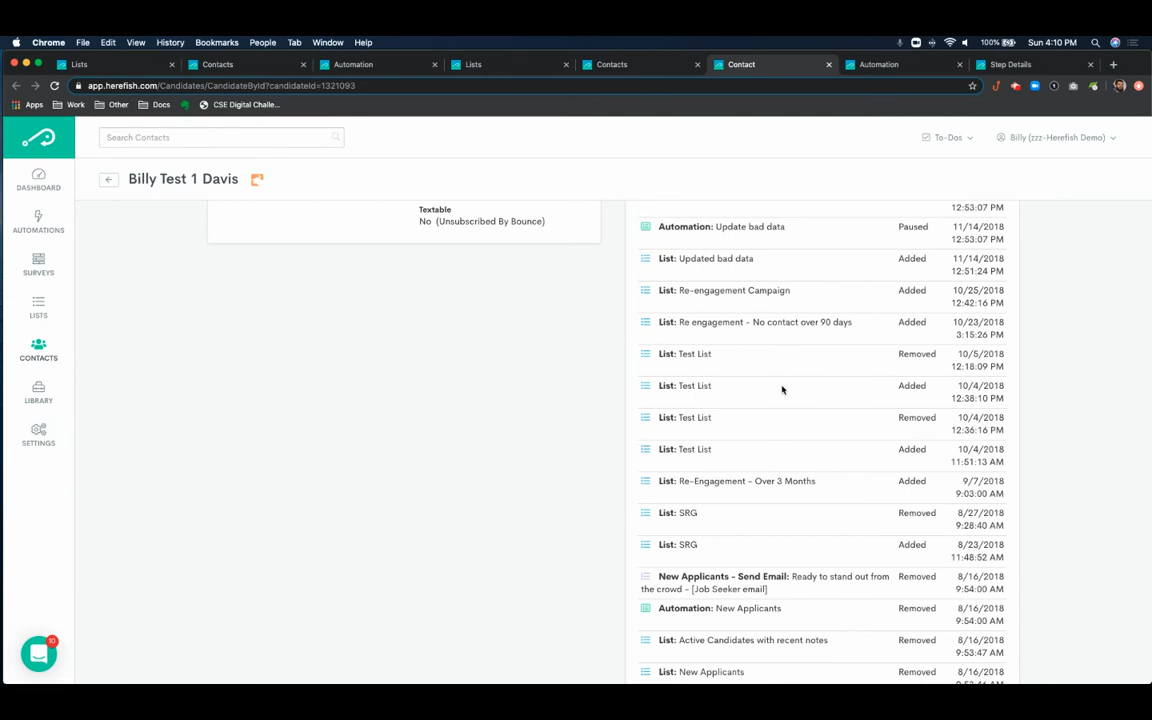 Chrome File Edit View History Bookmarks People Tab Window Help 100% Sun 4:10 PM
Lists Contacts Automation Lists Contacts Contact Automation Step Details
app.herefish.com/Candidates/CandidateById?candidateId=1321093
Apps Work Other Docs CSE Digital Challe...
Search Contacts To-Dos Billy (zzz-Herefish Demo)
Billy Test 1 Davis
DASHBOARD
AUTOMATIONS
SURVEYS
LISTS
CONTACTS
LIBRARY
SETTINGS
10
Textable
No (Unsubscribed By Bounce)
12:53:07 PM
Automation: Update bad data Paused 11/14/2018
12:53:07 PM
List: Updated bad data Added 11/14/2018
12:51:24 PM
List: Re-engagement Campaign Added 10/25/2018
12:42:16 PM
List: Re engagement - No contact over 90 days Added 10/23/2018
3:15:26 PM
List: Test List Removed 10/5/2018
12:18:09 PM
List: Test List Added 10/4/2018
12:38:10 PM
List: Test List Removed 10/4/2018
12:36:16 PM
List: Test List Added 10/4/2018
11:51:13 AM
List: Re-Engagement - Over 3 Months Added 9/7/2018
9:03:00 AM
List: SRG Removed 8/27/2018
9:28:40 AM
List: SRG Added 8/23/2018
11:48:52 AM
New Applicants - Send Email: Ready to stand out from Removed 8/16/2018
the crowd - [Job Seeker email] 9:54:00 AM
Automation: New Applicants Removed 8/16/2018
9:54:00 AM
List: Active Candidates with recent notes Removed 8/16/2018
9:53:47 AM
List: New Applicants Removed 8/16/2018